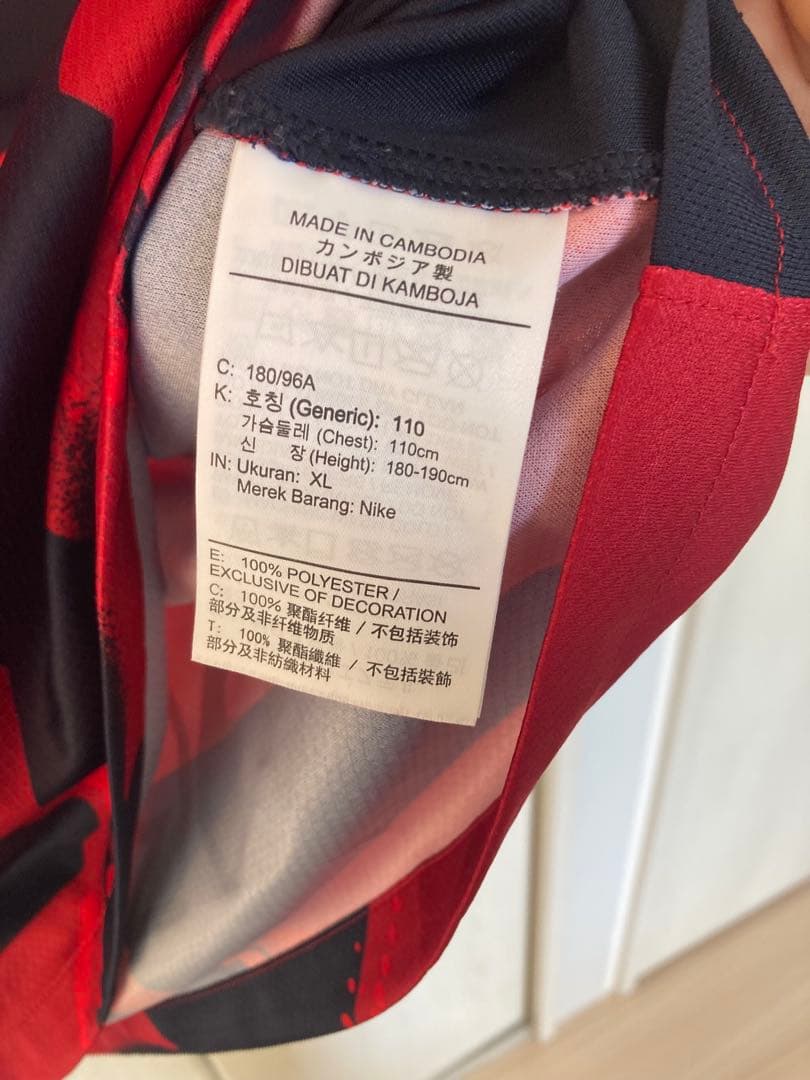 MADE IN CAMBODIA
カンボジア製
DIBUAT DI KAMBOJA
C: 180/96A
K: 호칭 (Generic): 110
가슴둘레 (Chest): 110cm
신 장 (Height): 180-190cm
IN: Ukuran: XL
Merek Barang: Nike
E: 100% POLYESTER /
EXCLUSIVE OF DECORATION
C: 100% 聚酯纤维 / 不包括装饰
部分及非纤维物质
T: 100% 聚酯纖維 / 不包括裝飾
部分及非紡織材料